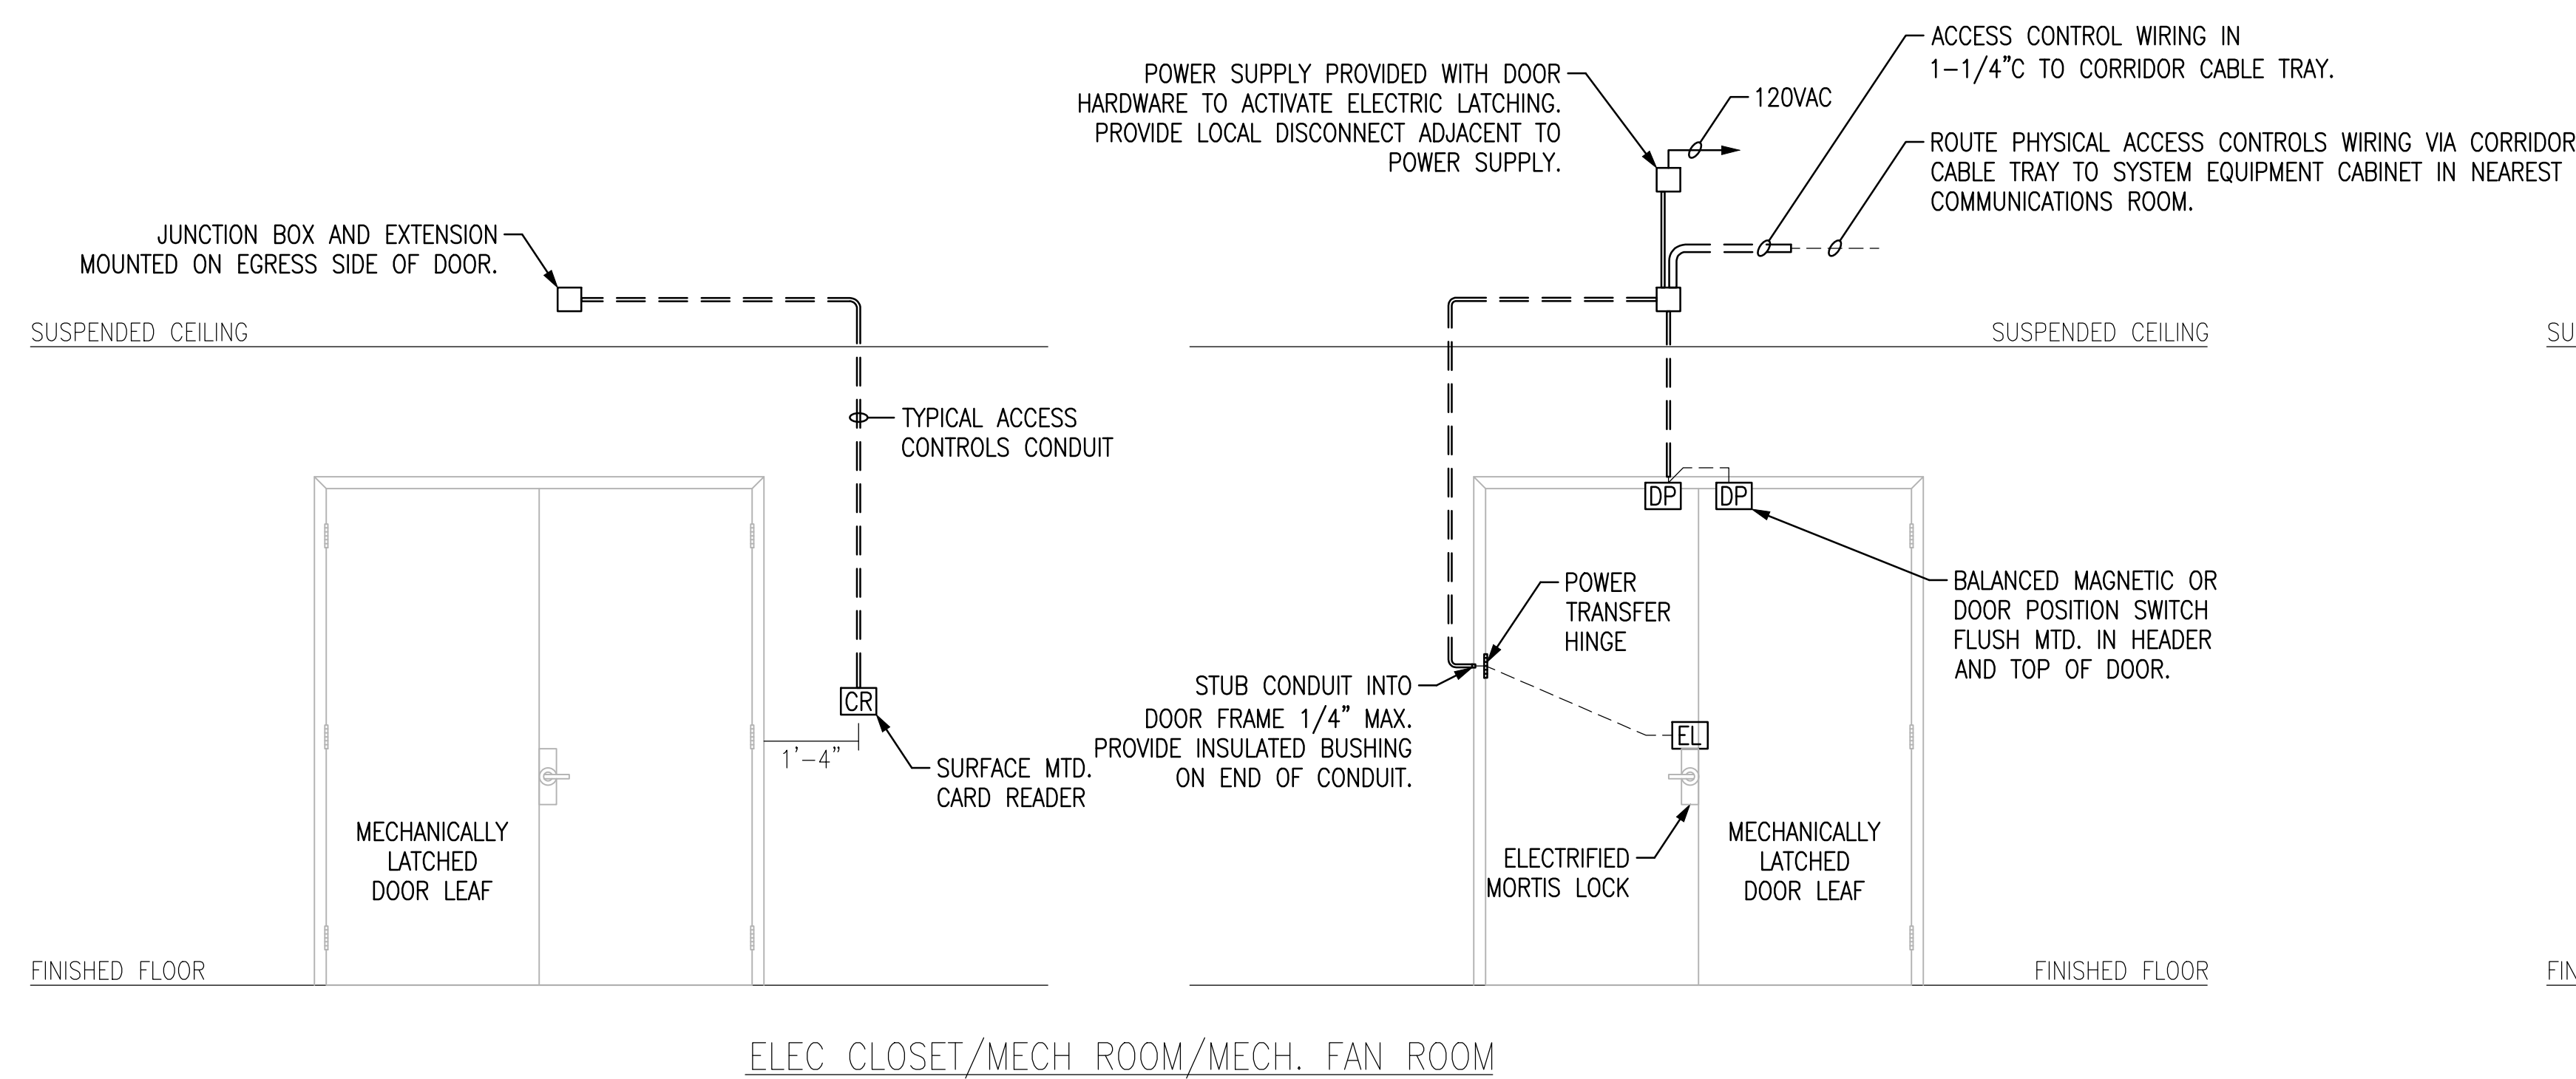 ACCESS CONTROL WIRING IN
1-1/4"C TO CORRIDOR CABLE TRAY.
POWER SUPPLY PROVIDED WITH DOOR
HARDWARE TO ACTIVATE ELECTRIC LATCHING.
PROVIDE LOCAL DISCONNECT ADJACENT TO
POWER SUPPLY.
120VAC
ROUTE PHYSICAL ACCESS CONTROLS WIRING VIA CORRIDOR
CABLE TRAY TO SYSTEM EQUIPMENT CABINET IN NEAREST
COMMUNICATIONS ROOM.
JUNCTION BOX AND EXTENSION
MOUNTED ON EGRESS SIDE OF DOOR.
SUSPENDED CEILING
SUSPENDED CEILING
SU
TYPICAL ACCESS
CONTROLS CONDUIT
DP
DP
POWER
TRANSFER
HINGE
BALANCED MAGNETIC OR
DOOR POSITION SWITCH
FLUSH MTD. IN HEADER
AND TOP OF DOOR.
CR
1'-4"
SURFACE MTD.
CARD READER
STUB CONDUIT INTO
DOOR FRAME 1/4" MAX.
PROVIDE INSULATED BUSHING
ON END OF CONDUIT.
EL
MECHANICALLY
LATCHED
DOOR LEAF
ELECTRIFIED
MORTIS LOCK
MECHANICALLY
LATCHED
DOOR LEAF
FINISHED FLOOR
FINISHED FLOOR
FIN
ELEC CLOSET/MECH ROOM/MECH. FAN ROOM